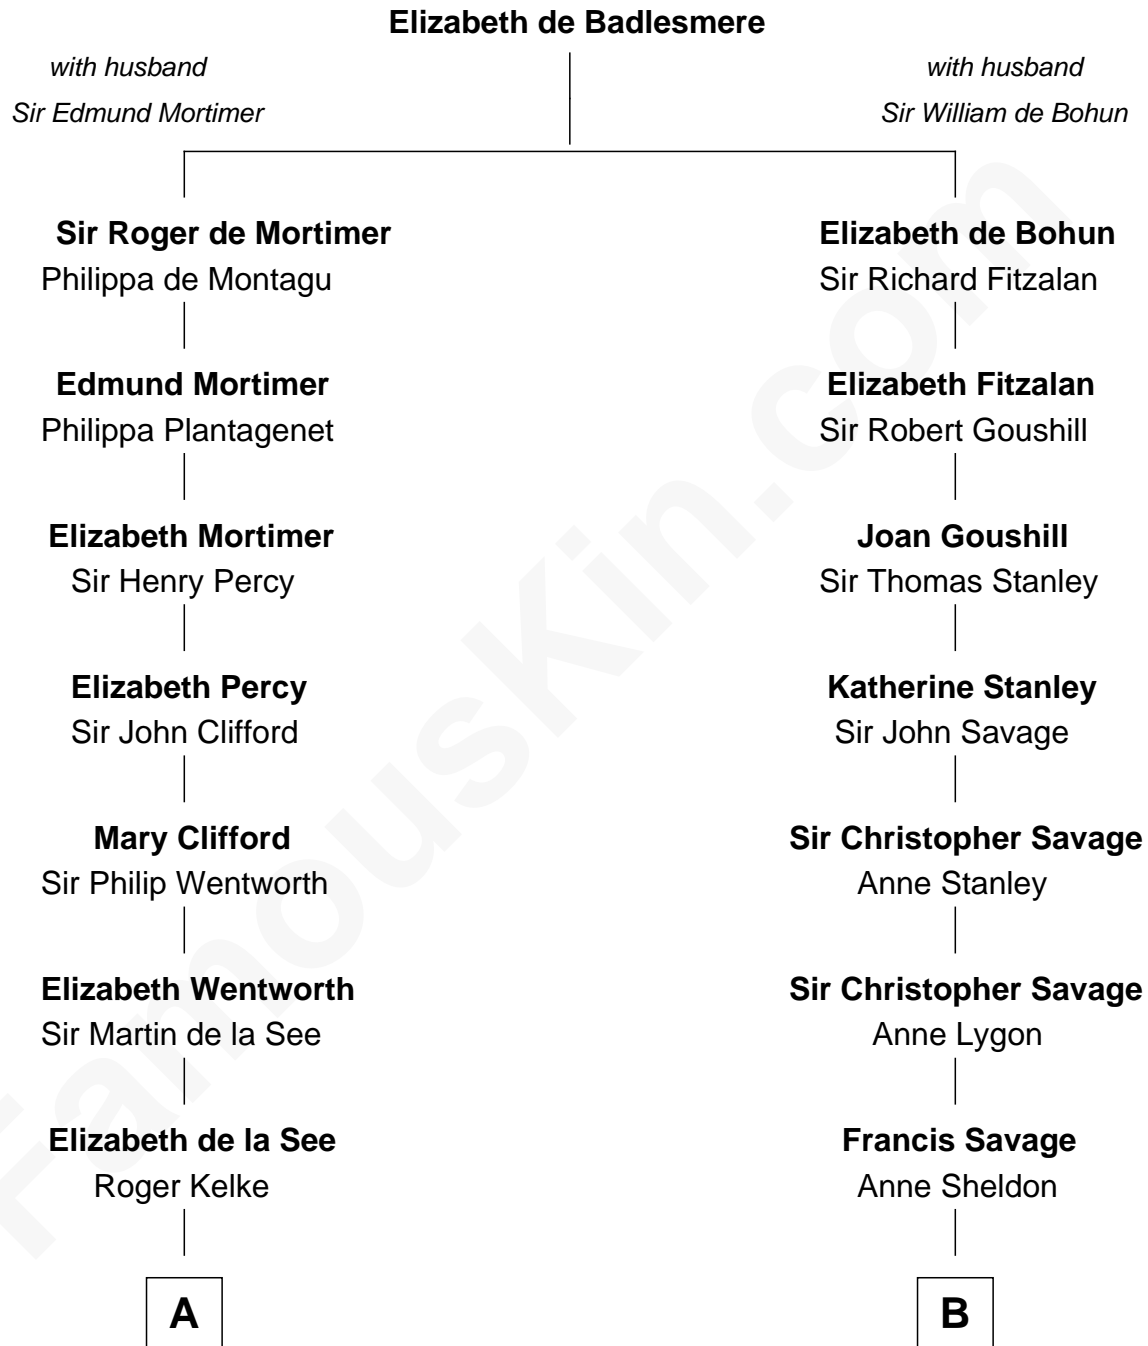 Elizabeth de Badlesmere
with husband
Sir Edmund Mortimer
with husband
Sir William de Bohun
Sir Roger de Mortimer
Philippa de Montagu
Elizabeth de Bohun
Sir Richard Fitzalan
Edmund Mortimer
Philippa Plantagenet
Elizabeth Fitzalan
Sir Robert Goushill
Elizabeth Mortimer
Sir Henry Percy
Joan Goushill
Sir Thomas Stanley
Elizabeth Percy
Sir John Clifford
Katherine Stanley
Sir John Savage
Mary Clifford
Sir Philip Wentworth
Sir Christopher Savage
Anne Stanley
Elizabeth Wentworth
Sir Martin de la See
Sir Christopher Savage
Anne Lygon
Elizabeth de la See
Roger Kelke
Francis Savage
Anne Sheldon
A
B
FamousKin.com